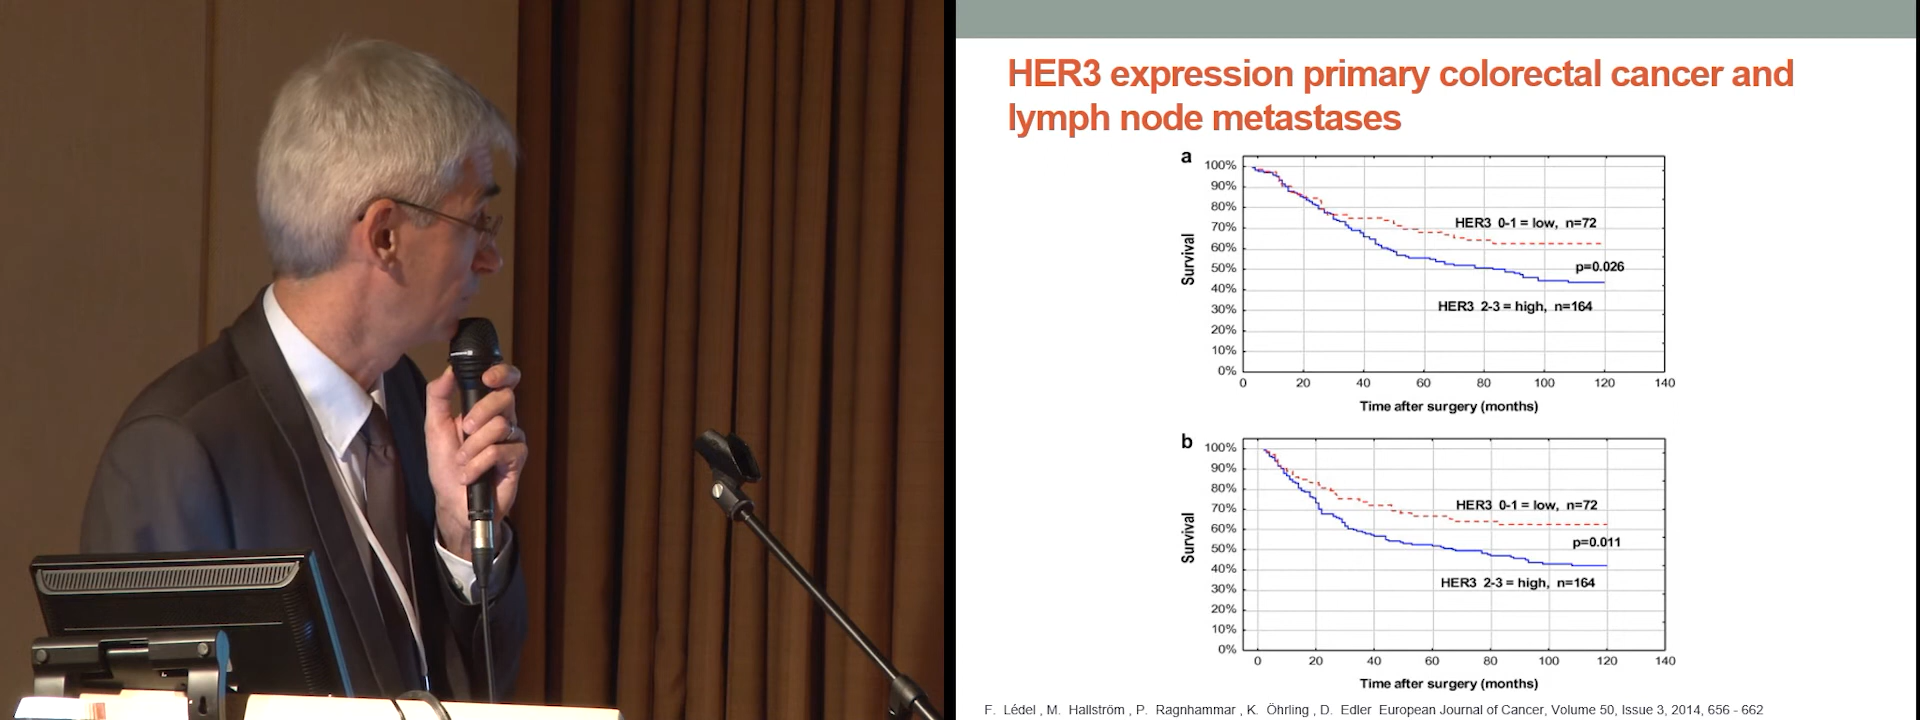 HER3 expression primary colorectal cancer and
lymph node metastases
a
100%
90%
80%
70%
60%
50%
40%
30%
20%
10%
0%
Survival
HER3 0-1 = low, n=72
p=0.026
HER3 2-3 = high, n=164
0 20 40 60 80 100 120 140
Time after surgery (months)
b
100%
90%
80%
70%
60%
50%
40%
30%
20%
10%
0%
Survival
HER3 0-1 = low, n=72
p=0.011
HER3 2-3 = high, n=164
0 20 40 60 80 100 120 140
Time after surgery (months)
F. Lédel , M. Hallström , P. Ragnhammar , K. Öhrling , D. Edler European Journal of Cancer, Volume 50, Issue 3, 2014, 656 - 662